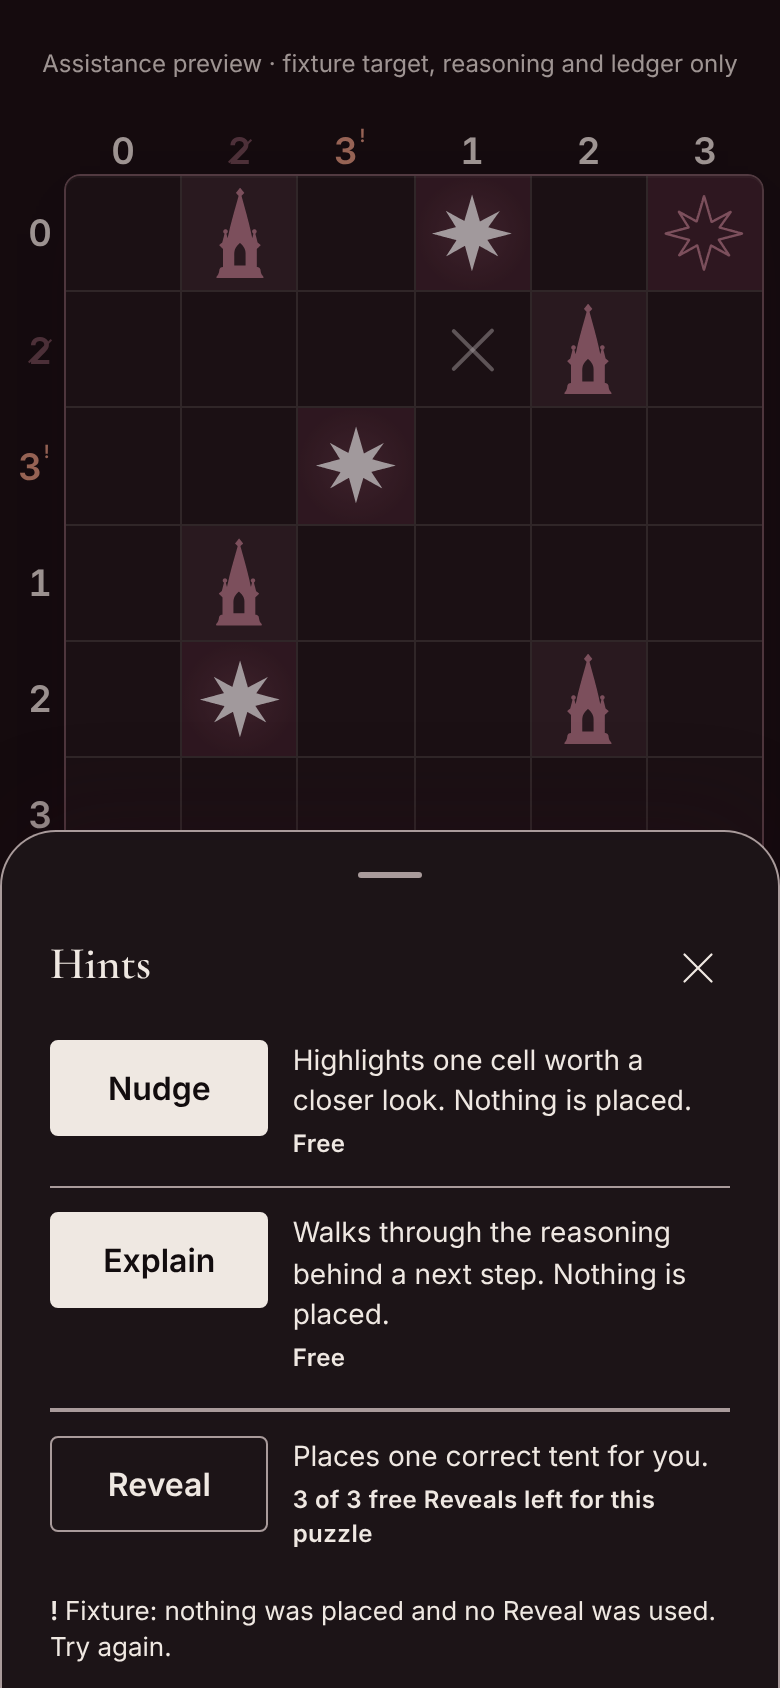 Assistance preview · fixture target, reasoning and ledger only
0 2 3! 1 2 3
0
2
3!
1
2
3
Hints
Nudge
Highlights one cell worth a
closer look. Nothing is placed.
Free
Explain
Walks through the reasoning
behind a next step. Nothing is
placed.
Free
Reveal
Places one correct tent for you.
3 of 3 free Reveals left for this
puzzle
! Fixture: nothing was placed and no Reveal was used.
Try again.